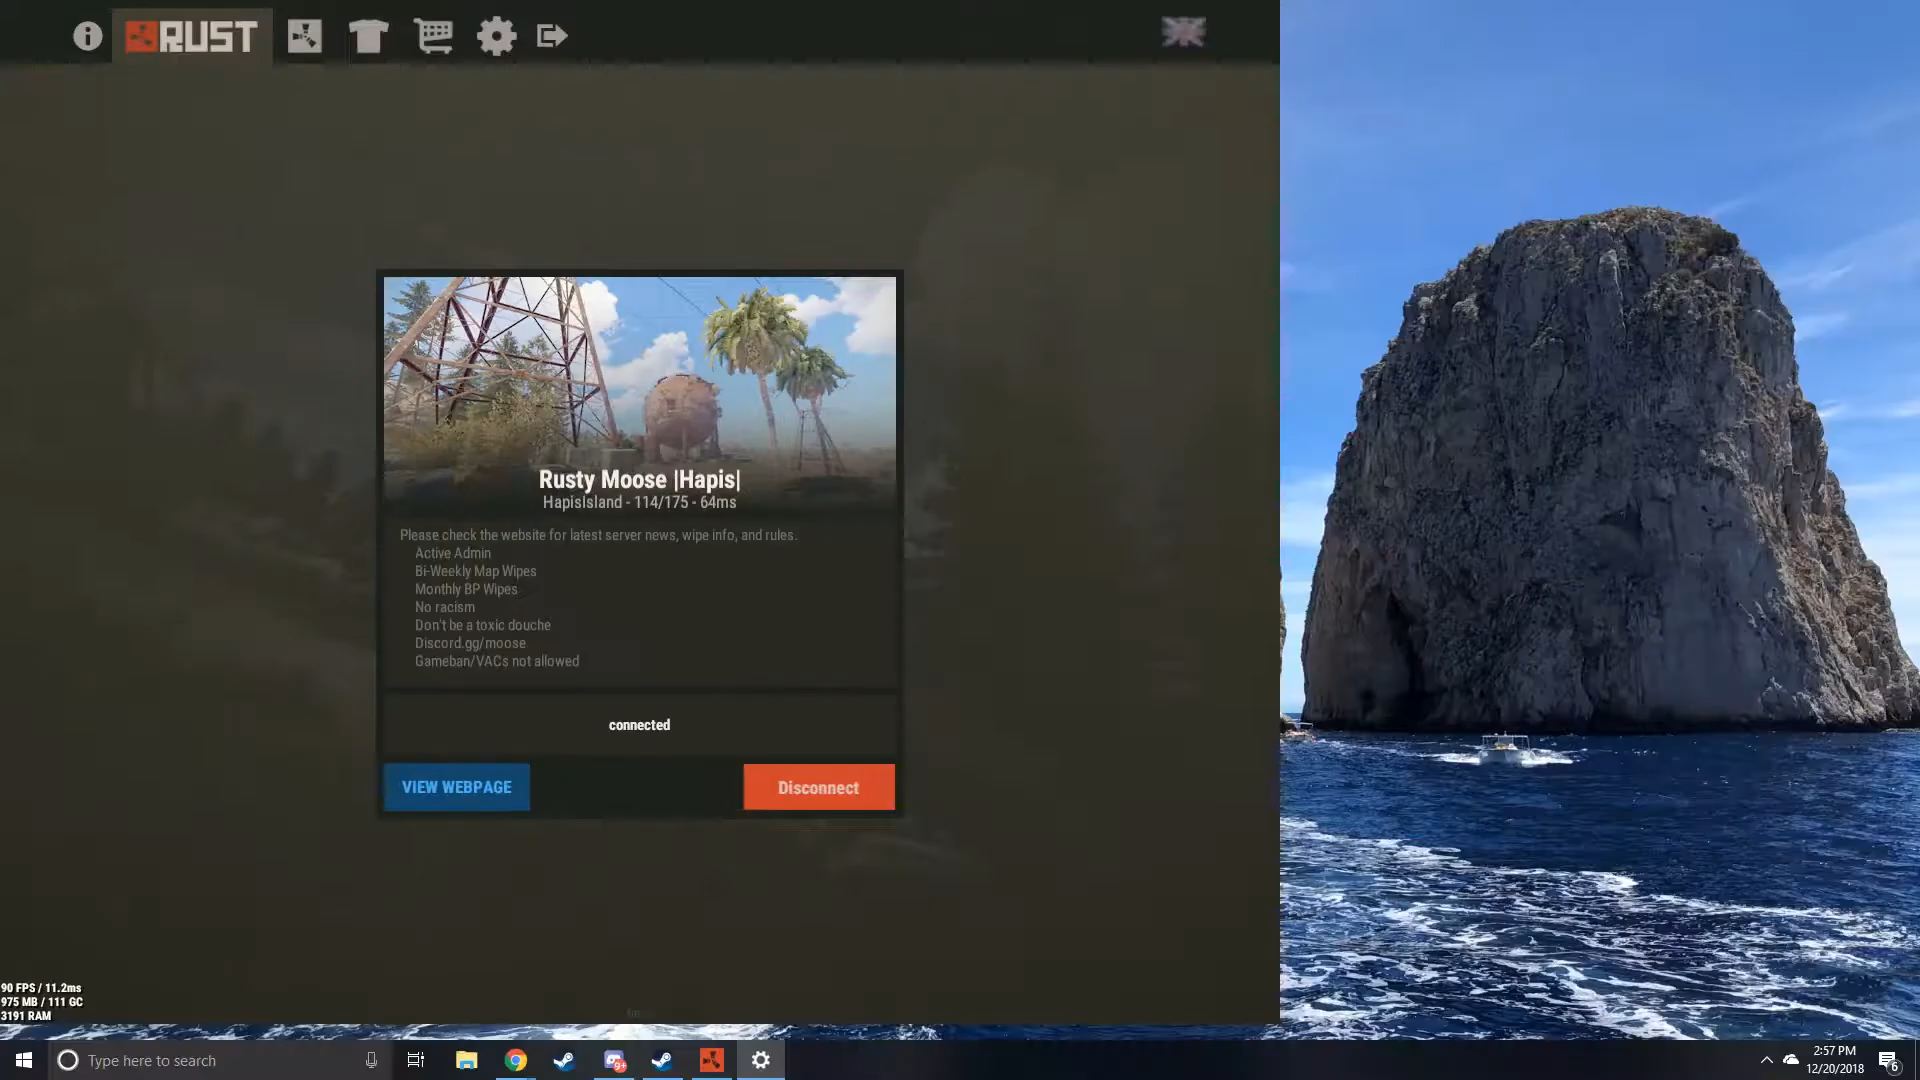 RUST
Rusty Moose |Hapis|
HapisIsland - 114/175 - 64ms
Please check the website for latest server news, wipe info, and rules.
Active Admin
Bi-Weekly Map Wipes
Monthly BP Wipes
No racism
Don't be a toxic douche
Discord.gg/moose
Gameban/VACs not allowed
connected
VIEW WEBPAGE
Disconnect
90 FPS / 11.2ms
975 MB / 111 GC
3191 RAM
Type here to search
9+
2:57 PM
12/20/2018
6